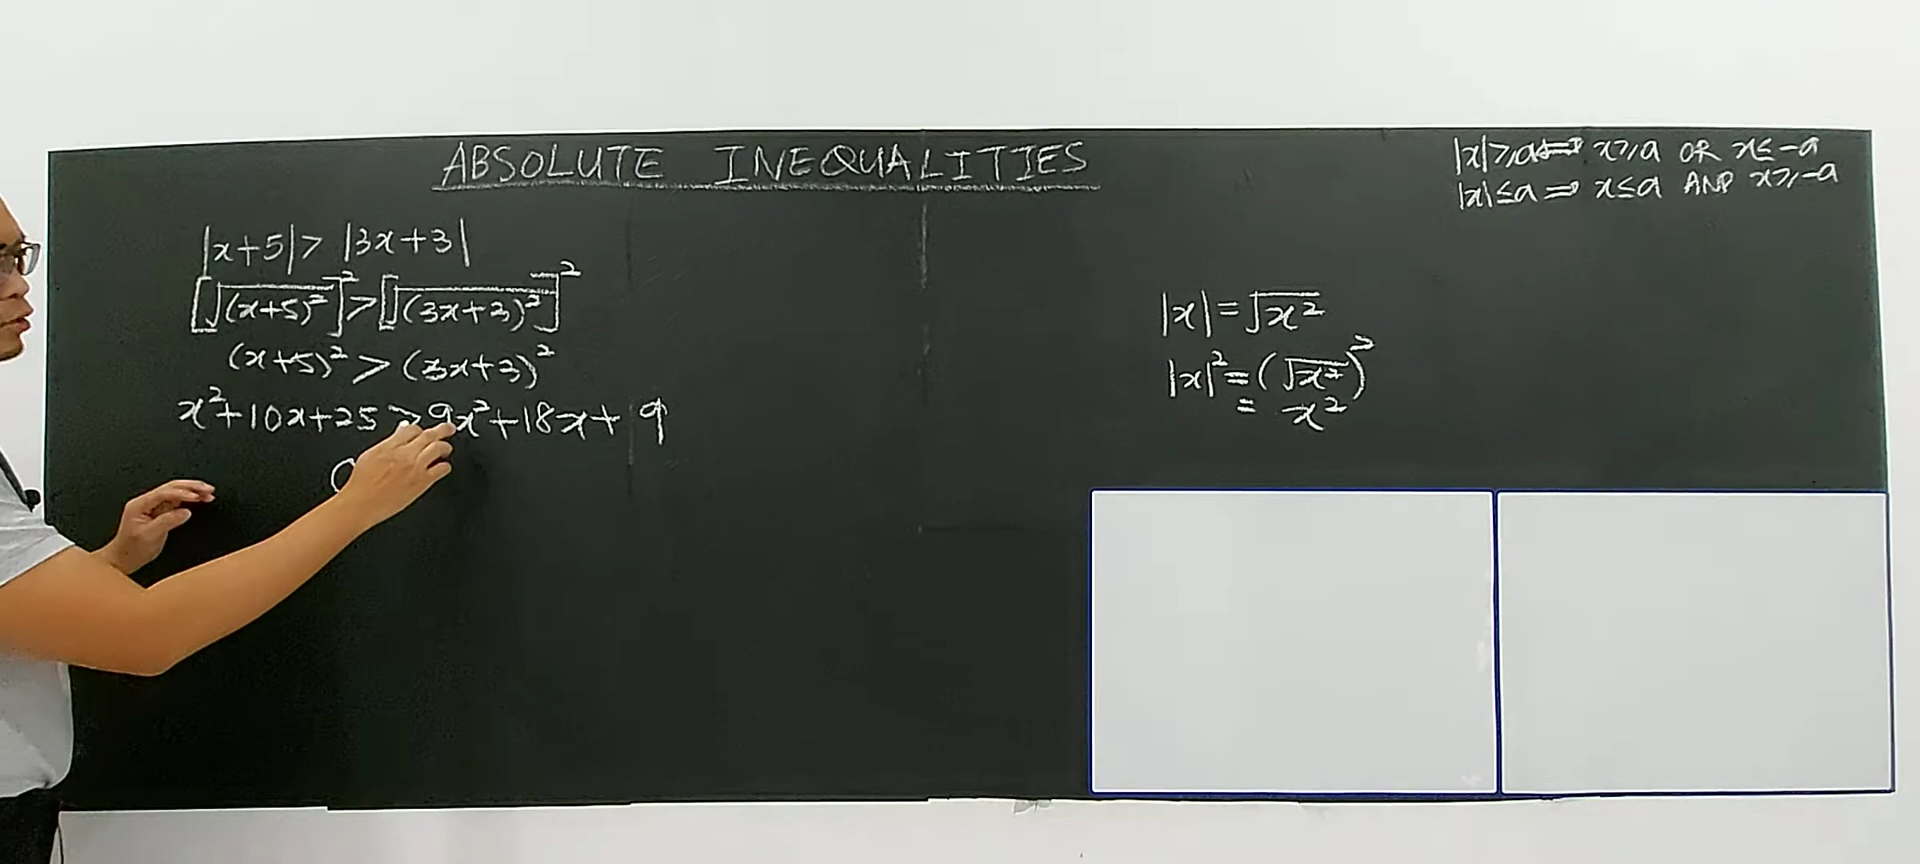 ABSOLUTE INEQUALITIES
|x|⩾a ⟹ x⩾a OR x≤-a
|x|≤a ⟹ x≤a AND x⩾-a
|x+5|> |3x+3|
[√(x+5)²]²>[√(3x+3)²]²
(x+5)² > (3x+3)²
x²+10x+25 > 9x²+18x+9
0
|x|=√x²
|x|²=(√x²)²
= x²